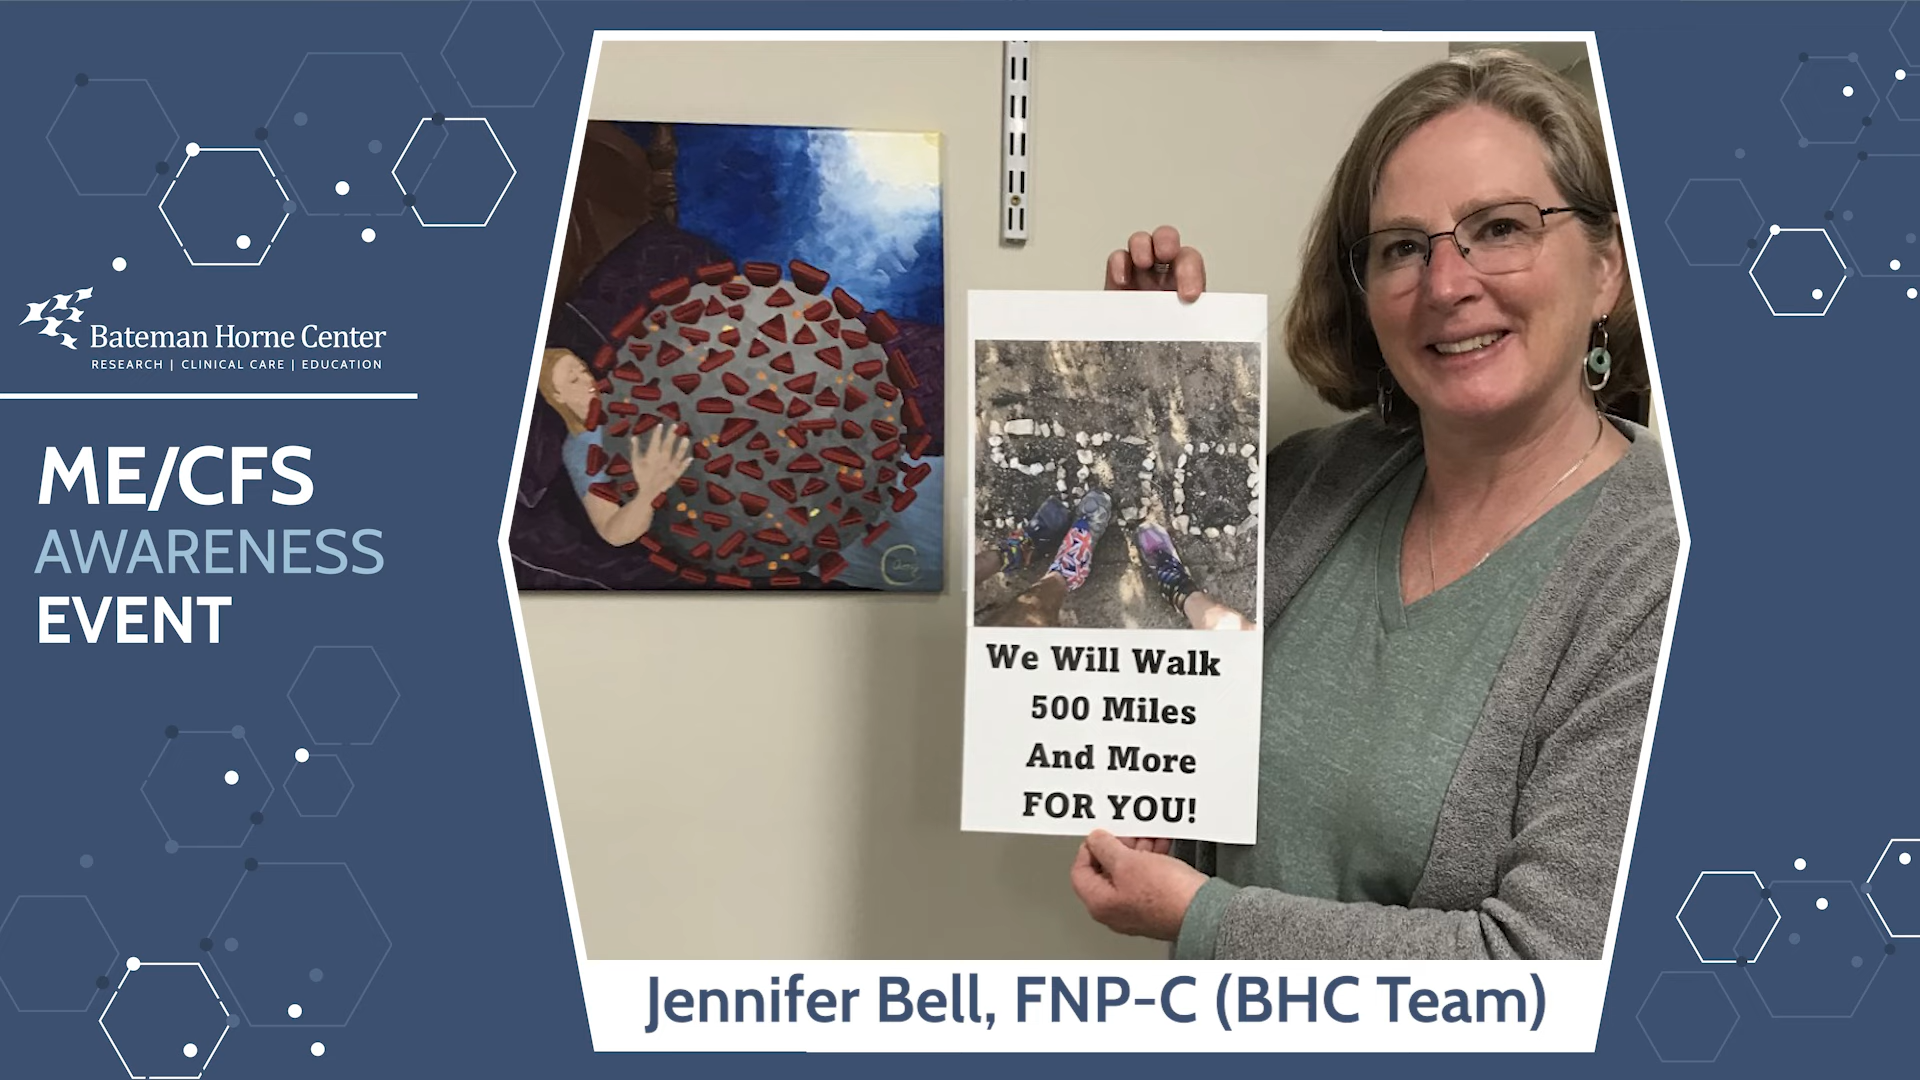 Bateman Horne Center
RESEARCH | CLINICAL CARE | EDUCATION
ME/CFS
AWARENESS
EVENT
500
We Will Walk
500 Miles
And More
FOR YOU!
Jennifer Bell, FNP-C (BHC Team)